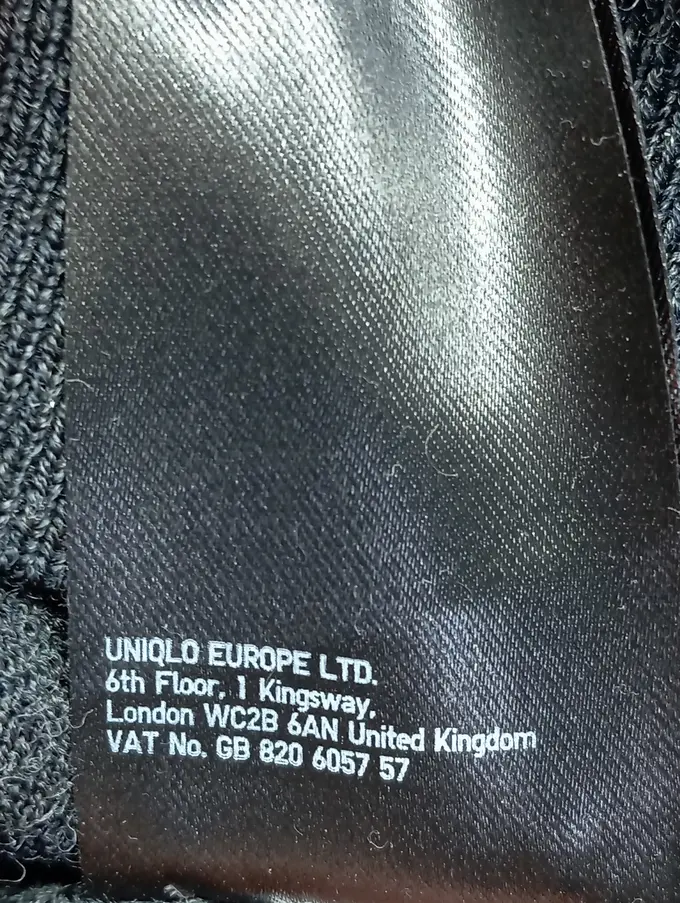 UNIQLO EUROPE LTD.
6th Floor, 1 Kingsway,
London WC2B 6AN United Kingdom
VAT No. GB 820 6057 57